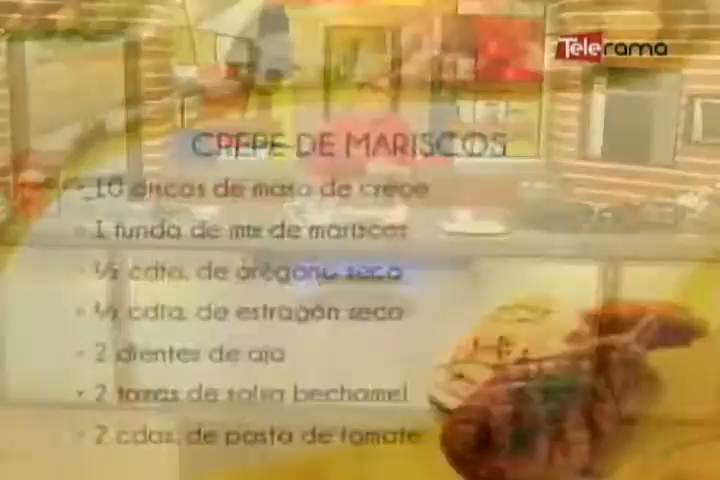 Telerama
CREPE DE MARISCOS
- 10 discos de masa de crepe
- 1 funda de mix de mariscos
- ½ cdta. de orégano seco
- ½ cdta. de estragón seco
- 2 dientes de ajo
- 2 tazas de salsa bechamel
- 2 cdas. de pasta de tomate